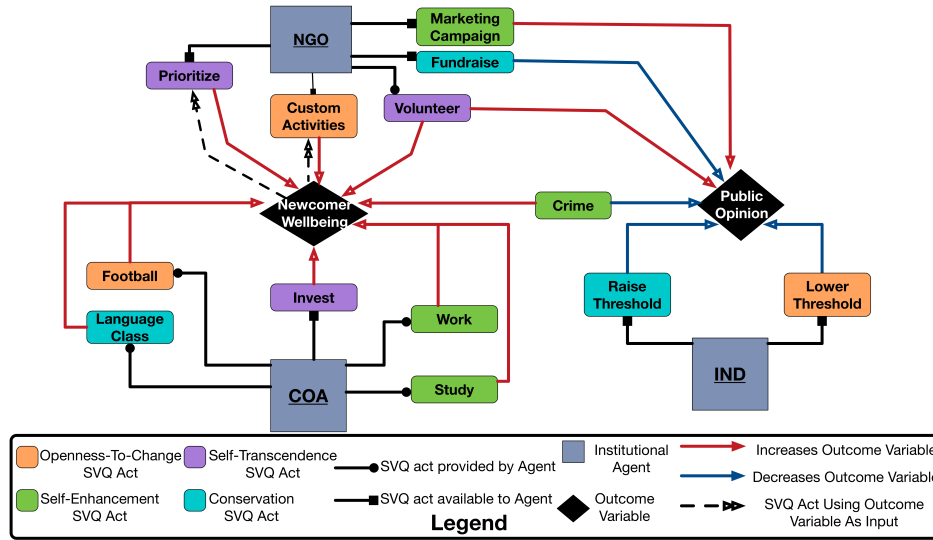 NGO
Marketing
Campaign
Fundraise
Prioritize
Custom
Activities
Volunteer
Newcomer
Wellbeing
Crime
Public
Opinion
Football
Invest
Raise
Threshold
Lower
Threshold
Language
Class
Work
COA
Study
IND
Openness-To-Change
SVQ Act
Self-Transcendence
SVQ Act
SVQ act provided by Agent
Institutional
Agent
Increases Outcome Variable
Decreases Outcome Variable
Self-Enhancement
SVQ Act
Conservation
SVQ Act
SVQ act available to Agent
Outcome
Variable
SVQ Act Using Outcome
Variable As Input
Legend